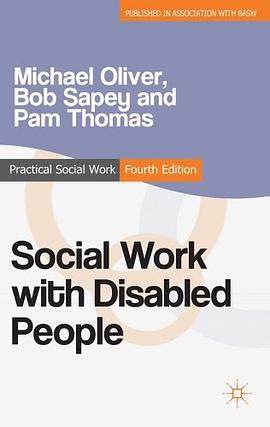 PUBLISHED IN ASSOCIATION WITH BASW
Michael Oliver,
Bob Sapey and
Pam Thomas
Practical Social Work Fourth Edition
Social Work
with Disabled
People